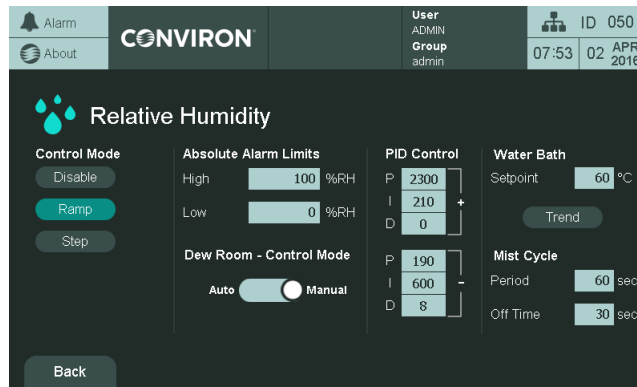 Alarm
About
CONVIRON
User
ADMIN
Group
admin
ID 050
07:53
02 APR 2016
Relative Humidity
Control Mode
Disable
Ramp
Step
Absolute Alarm Limits
High 100 %RH
Low 0 %RH
Dew Room - Control Mode
Auto Manual
PID Control
P 2300
I 210 +
D 0
P 190
I 600 -
D 8
Water Bath
Setpoint 60 °C
Trend
Mist Cycle
Period 60 sec
Off Time 30 sec
Back